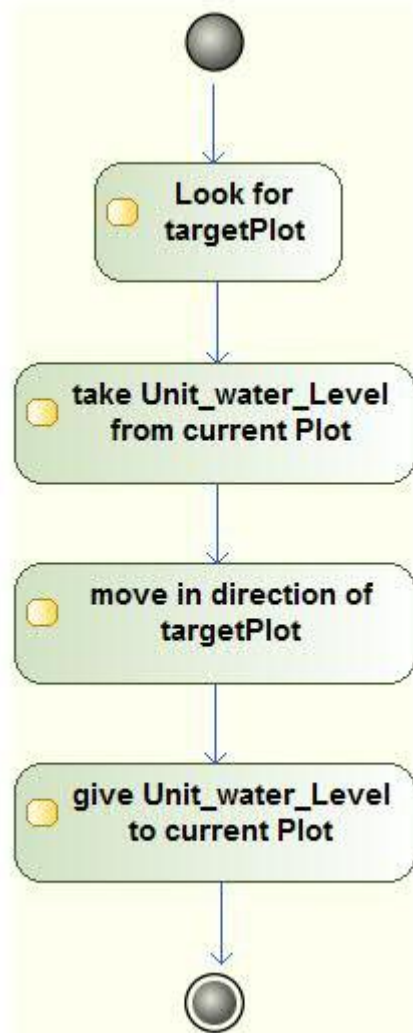 Look for
targetPlot
take Unit_water_Level
from current Plot
move in direction of
targetPlot
give Unit_water_Level
to current Plot